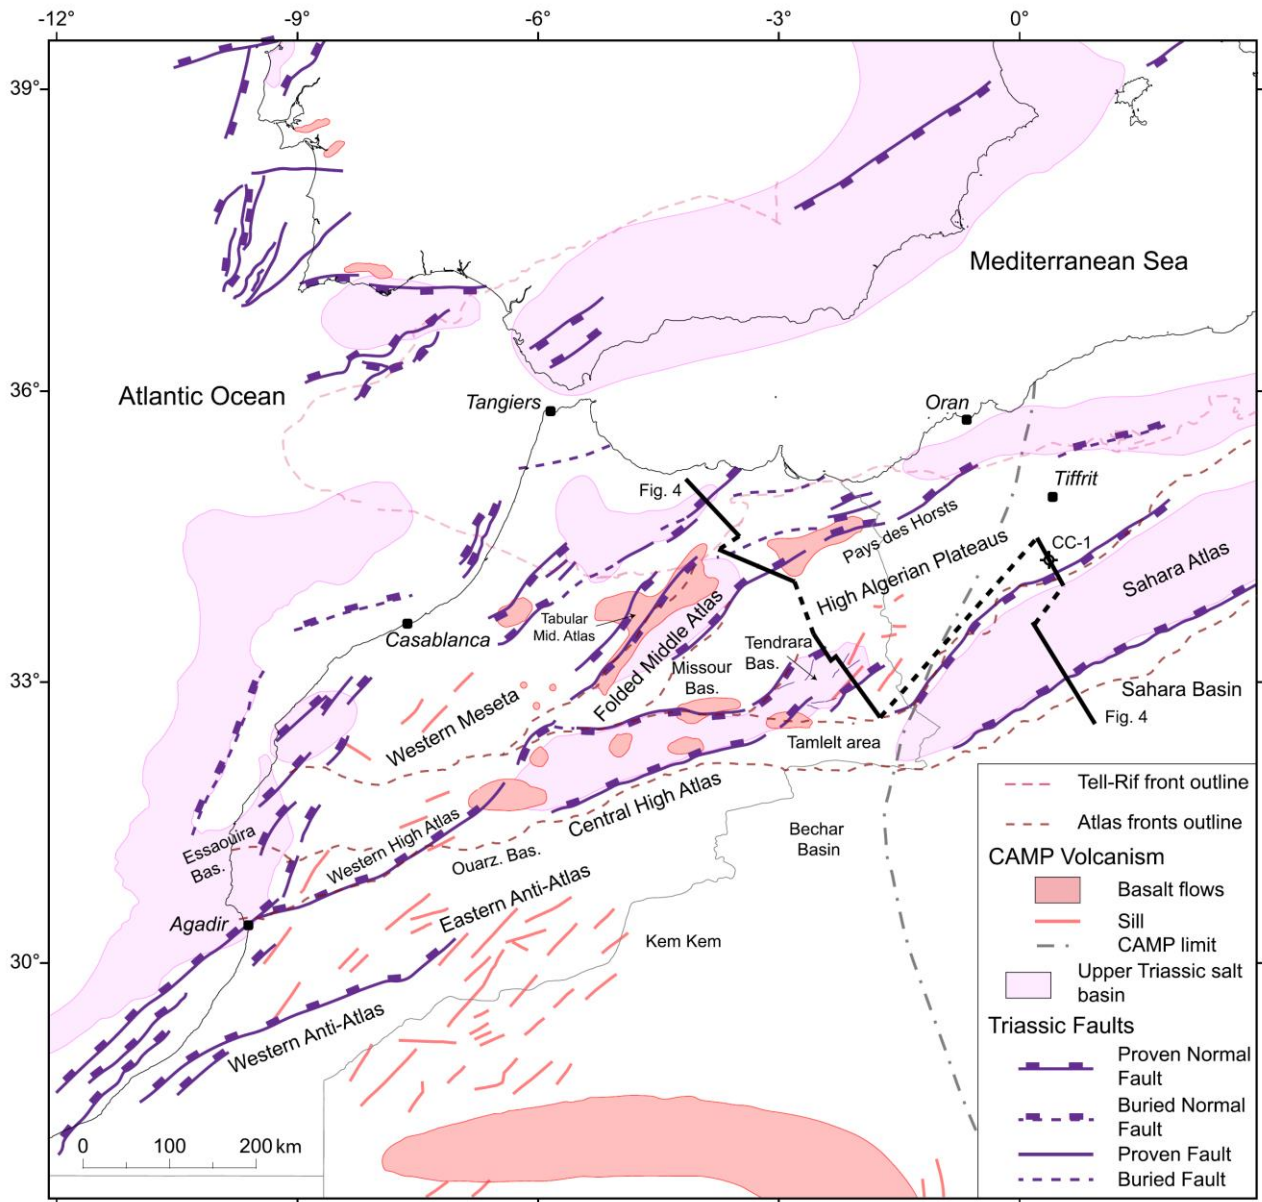 -12° -9° -6° -3° 0°
39°
Mediterranean Sea
36°
Atlantic Ocean
Tangiers
Oran
Fig. 4
Tiffrit
Pays des Horsts
CC-1
High Algerian Plateaus
Sahara Atlas
Tabular
Mid. Atlas
Casablanca
Folded Middle Atlas
Tendrara
Bas.
Missour
Bas.
33°
Western Meseta
Sahara Basin
Fig. 4
Tamlelt area
Central High Atlas
Essaouira
Bas.
Western High Atlas
Ouarz. Bas.
Bechar
Basin
Agadir
Eastern Anti-Atlas
Kem Kem
30°
Western Anti-Atlas
0 100 200 km
Tell-Rif front outline
Atlas fronts outline
CAMP Volcanism
Basalt flows
Sill
CAMP limit
Upper Triassic salt
basin
Triassic Faults
Proven Normal
Fault
Buried Normal
Fault
Proven Fault
Buried Fault